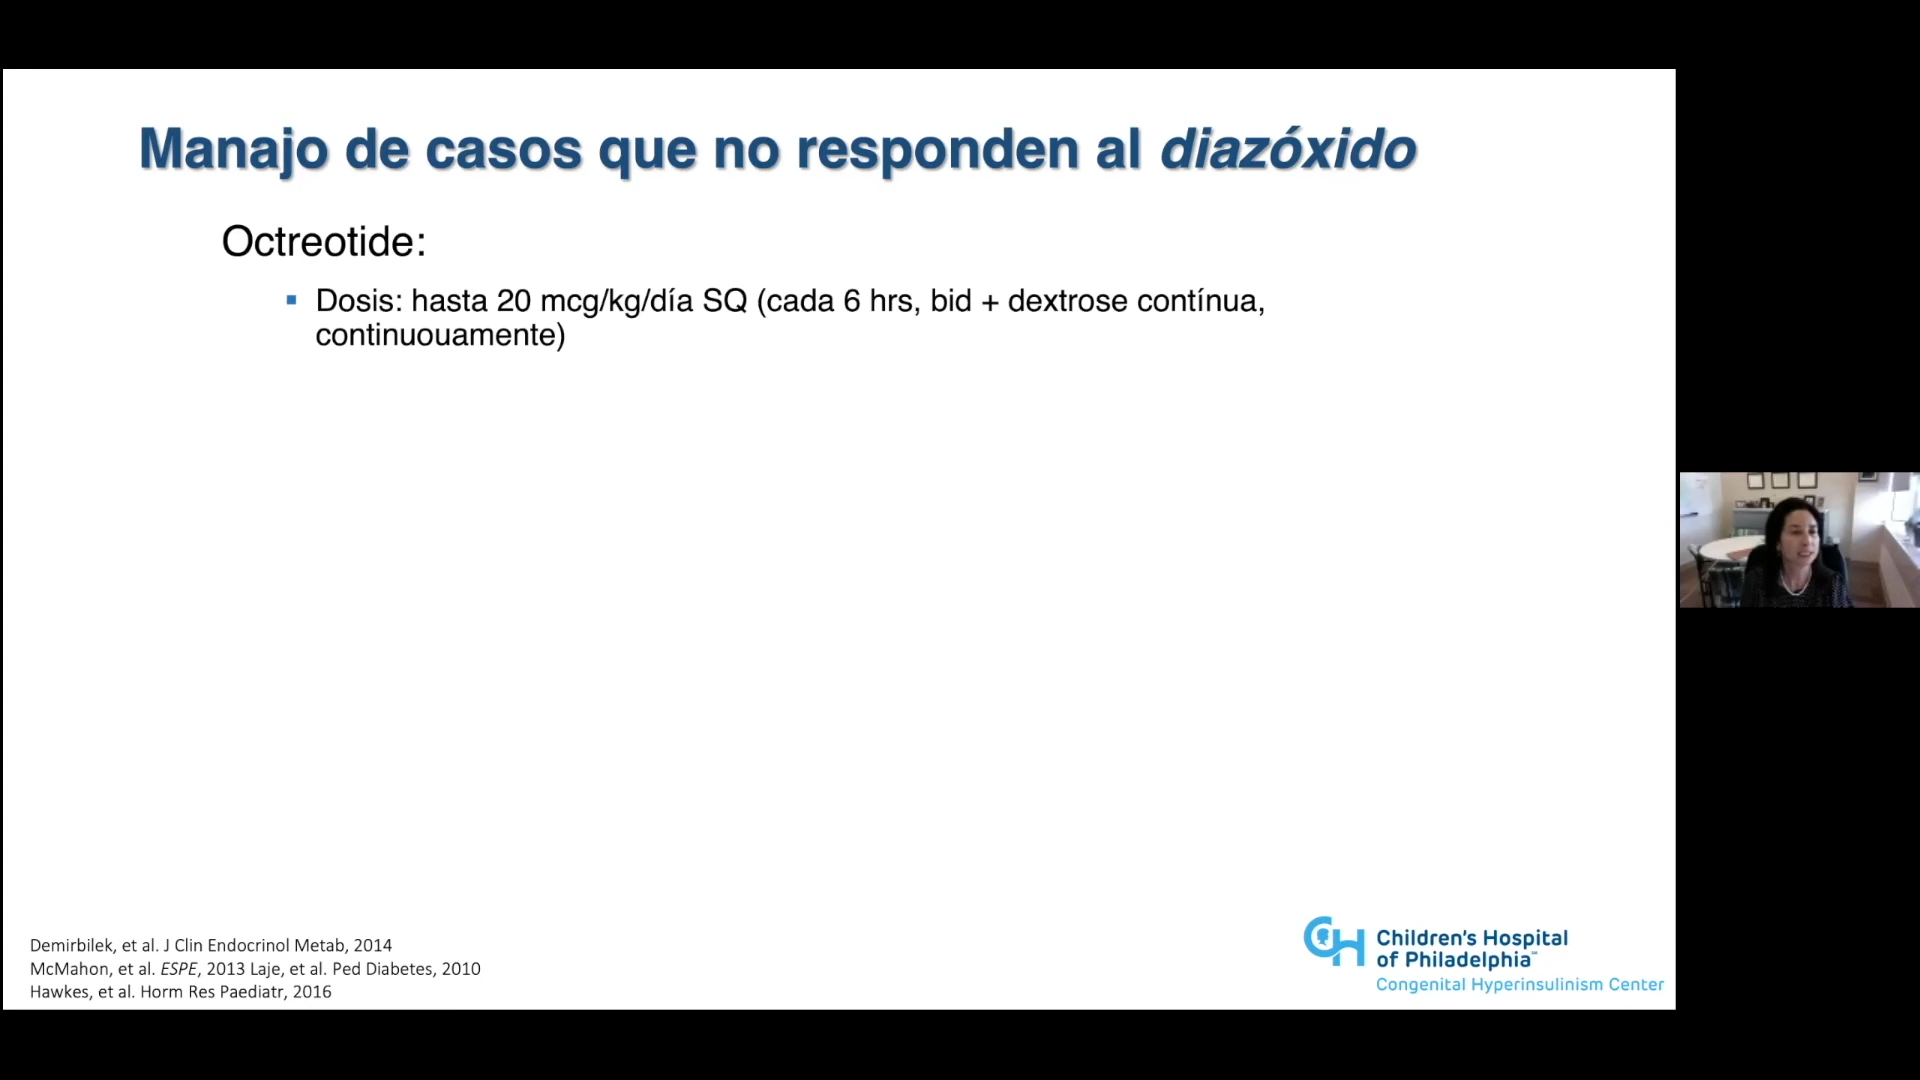 Manajo de casos que no responden al diazóxido
Octreotide:
▪ Dosis: hasta 20 mcg/kg/día SQ (cada 6 hrs, bid + dextrose contínua,
continuouamente)
Demirbilek, et al. J Clin Endocrinol Metab, 2014
McMahon, et al. ESPE, 2013 Laje, et al. Ped Diabetes, 2010
Hawkes, et al. Horm Res Paediatr, 2016
CH
Children's Hospital
of Philadelphia
Congenital Hyperinsulinism Center